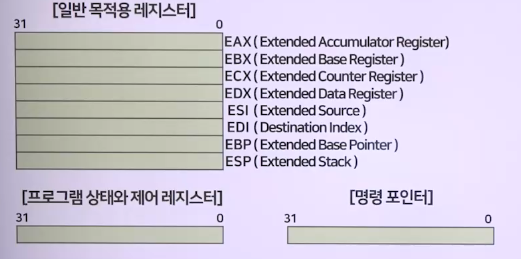 [일반 목적용 레지스터]
31 0
EAX ( Extended Accumulator Register)
EBX ( Extended Base Register )
ECX ( Extended Counter Register )
EDX ( Extended Data Register )
ESI ( Extended Source )
EDI ( Destination Index )
EBP ( Extended Base Pointer )
ESP ( Extended Stack )
[프로그램 상태와 제어 레지스터] [명령 포인터]
31 0 31 0